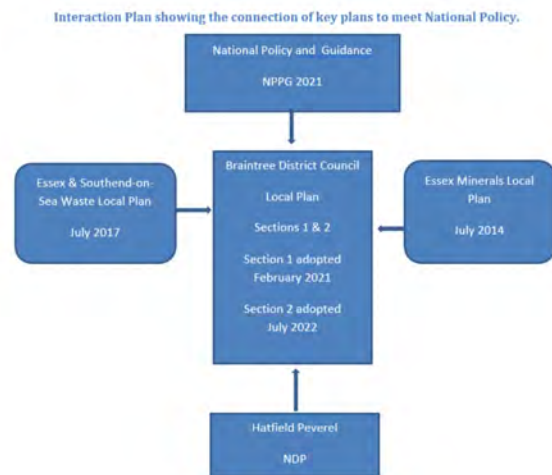 Interaction Plan showing the connection of key plans to meet National Policy.
National Policy and Guidance
NPPG 2021
Essex & Southend-on-
Sea Waste Local Plan
July 2017
Braintree District Council
Local Plan
Sections 1 & 2
Section 1 adopted
February 2021
Section 2 adopted
July 2022
Essex Minerals Local
Plan
July 2014
Hatfield Peverel
NDP